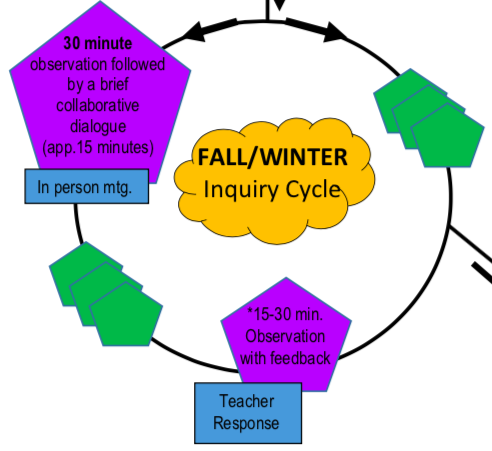 30 minute
observation followed
by a brief
collaborative
dialogue
(app.15 minutes)
In person mtg.
FALL/WINTER
Inquiry Cycle
*15-30 min.
Observation
with feedback
Teacher
Response